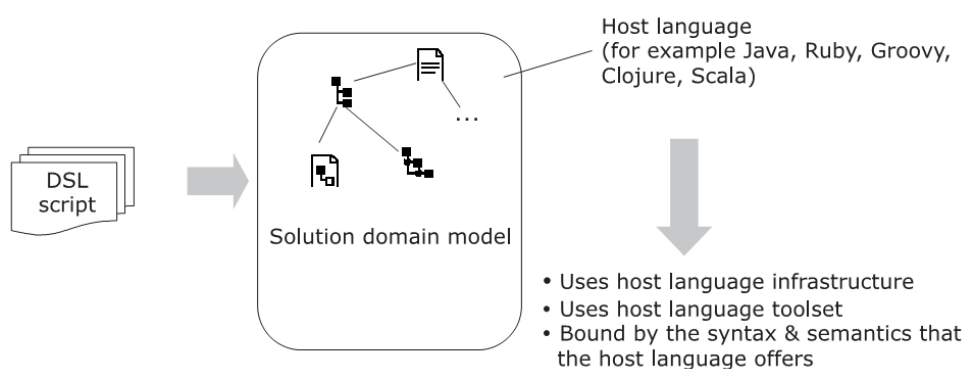 Host language
(for example Java, Ruby, Groovy,
Clojure, Scala)
...
DSL
script
Solution domain model
• Uses host language infrastructure
• Uses host language toolset
• Bound by the syntax & semantics that
the host language offers